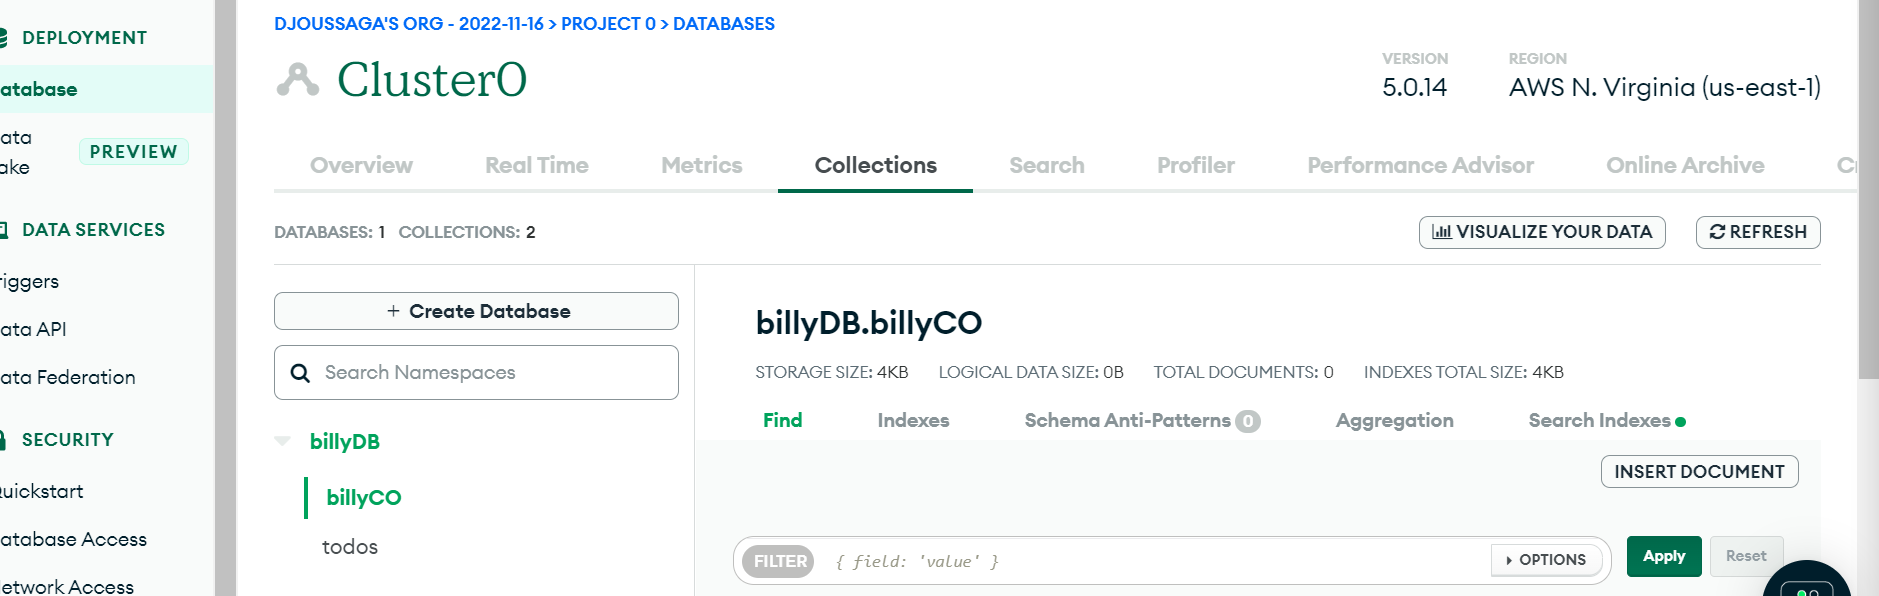 DEPLOYMENT
atabase
ata
ake
PREVIEW
DATA SERVICES
riggers
ata API
ata Federation
SECURITY
uickstart
atabase Access
etwork Access
DJOUSSAGA'S ORG - 2022-11-16 > PROJECT 0 > DATABASES
Cluster0
VERSION
5.0.14
REGION
AWS N. Virginia (us-east-1)
Overview Real Time Metrics Collections Search Profiler Performance Advisor Online Archive C
DATABASES: 1 COLLECTIONS: 2
VISUALIZE YOUR DATA
REFRESH
+ Create Database
Search Namespaces
billyDB
billyCO
todos
billyDB.billyCO
STORAGE SIZE: 4KB LOGICAL DATA SIZE: 0B TOTAL DOCUMENTS: 0 INDEXES TOTAL SIZE: 4KB
Find Indexes Schema Anti-Patterns 0 Aggregation Search Indexes
INSERT DOCUMENT
FILTER { field: 'value' } OPTIONS Apply Reset